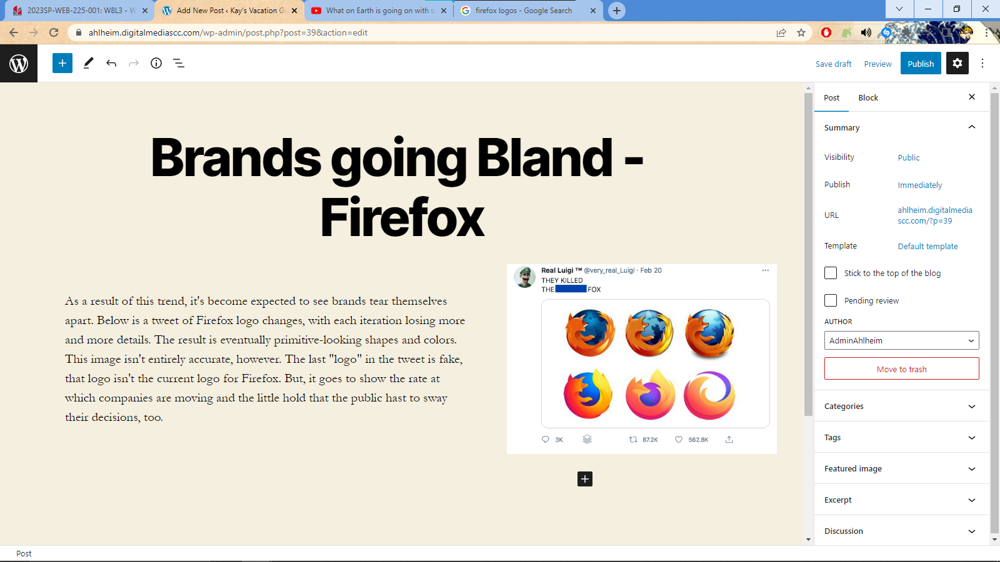 2023SP-WEB-225-001: W8L3 - W
Add New Post ‹ Kay's Vacation G
What on Earth is going on with s
firefox logos - Google Search
ahlheim.digitalmediascc.com/wp-admin/post.php?post=39&action=edit
Save draft
Preview
Publish
Brands going Bland -
Firefox
As a result of this trend, it's become expected to see brands tear themselves
apart. Below is a tweet of Firefox logo changes, with each iteration losing more
and more details. The result is eventually primitive-looking shapes and colors.
This image isn't entirely accurate, however. The last "logo" in the tweet is fake,
that logo isn't the current logo for Firefox. But, it goes to show the rate at
which companies are moving and the little hold that the public hast to sway
their decisions, too.
Real Luigi ™ @very_real_Luigi · Feb 20
THEY KILLED
THE FOX
3K
87.2K
562.8K
Post
Block
Summary
Visibility
Public
Publish
Immediately
URL
ahlheim.digitalmedia
scc.com/?p=39
Template
Default template
Stick to the top of the blog
Pending review
AUTHOR
AdminAhlheim
Move to trash
Categories
Tags
Featured image
Excerpt
Discussion
Post